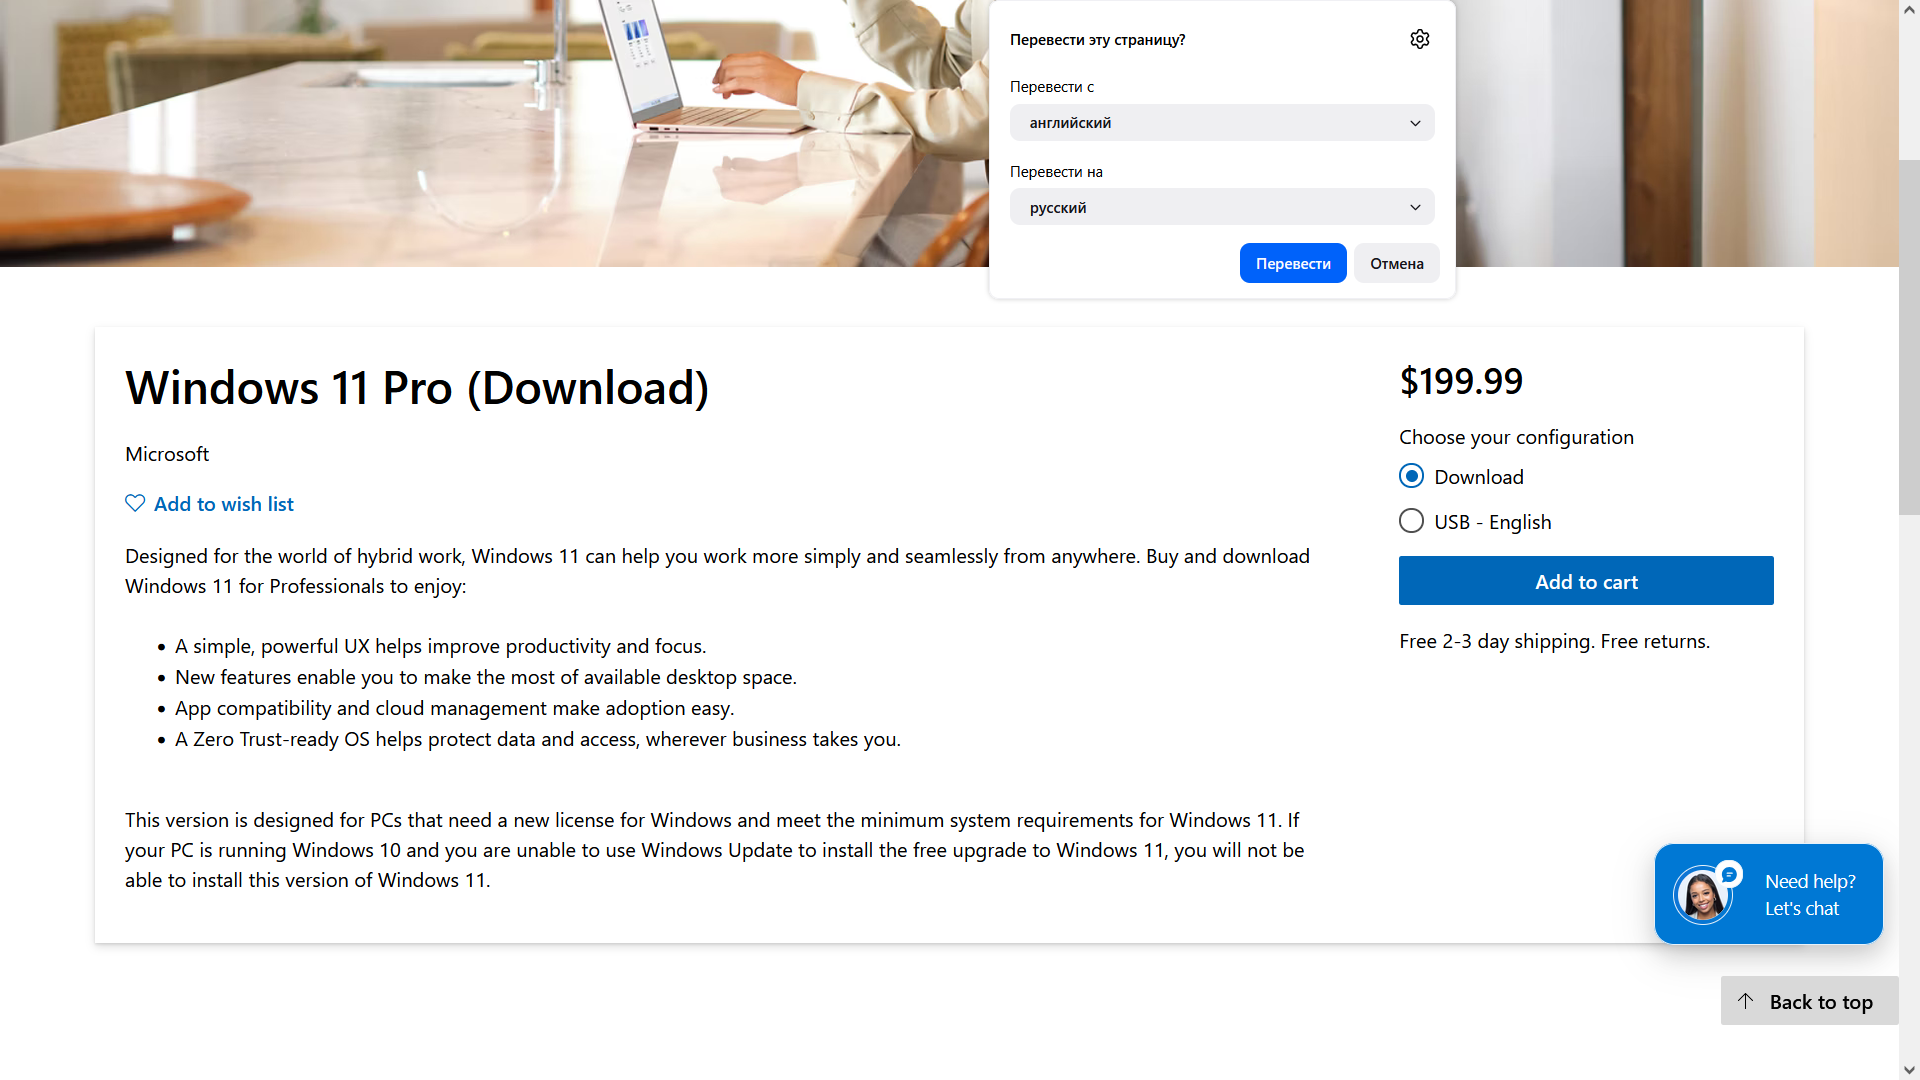 Перевести эту страницу?
Перевести с
английский
Перевести на
русский
Перевести
Отмена
Windows 11 Pro (Download)
Microsoft
Add to wish list
Designed for the world of hybrid work, Windows 11 can help you work more simply and seamlessly from anywhere. Buy and download
Windows 11 for Professionals to enjoy:
• A simple, powerful UX helps improve productivity and focus.
• New features enable you to make the most of available desktop space.
• App compatibility and cloud management make adoption easy.
• A Zero Trust-ready OS helps protect data and access, wherever business takes you.
This version is designed for PCs that need a new license for Windows and meet the minimum system requirements for Windows 11. If
your PC is running Windows 10 and you are unable to use Windows Update to install the free upgrade to Windows 11, you will not be
able to install this version of Windows 11.
$199.99
Choose your configuration
Download
USB - English
Add to cart
Free 2-3 day shipping. Free returns.
Need help?
Let's chat
Back to top